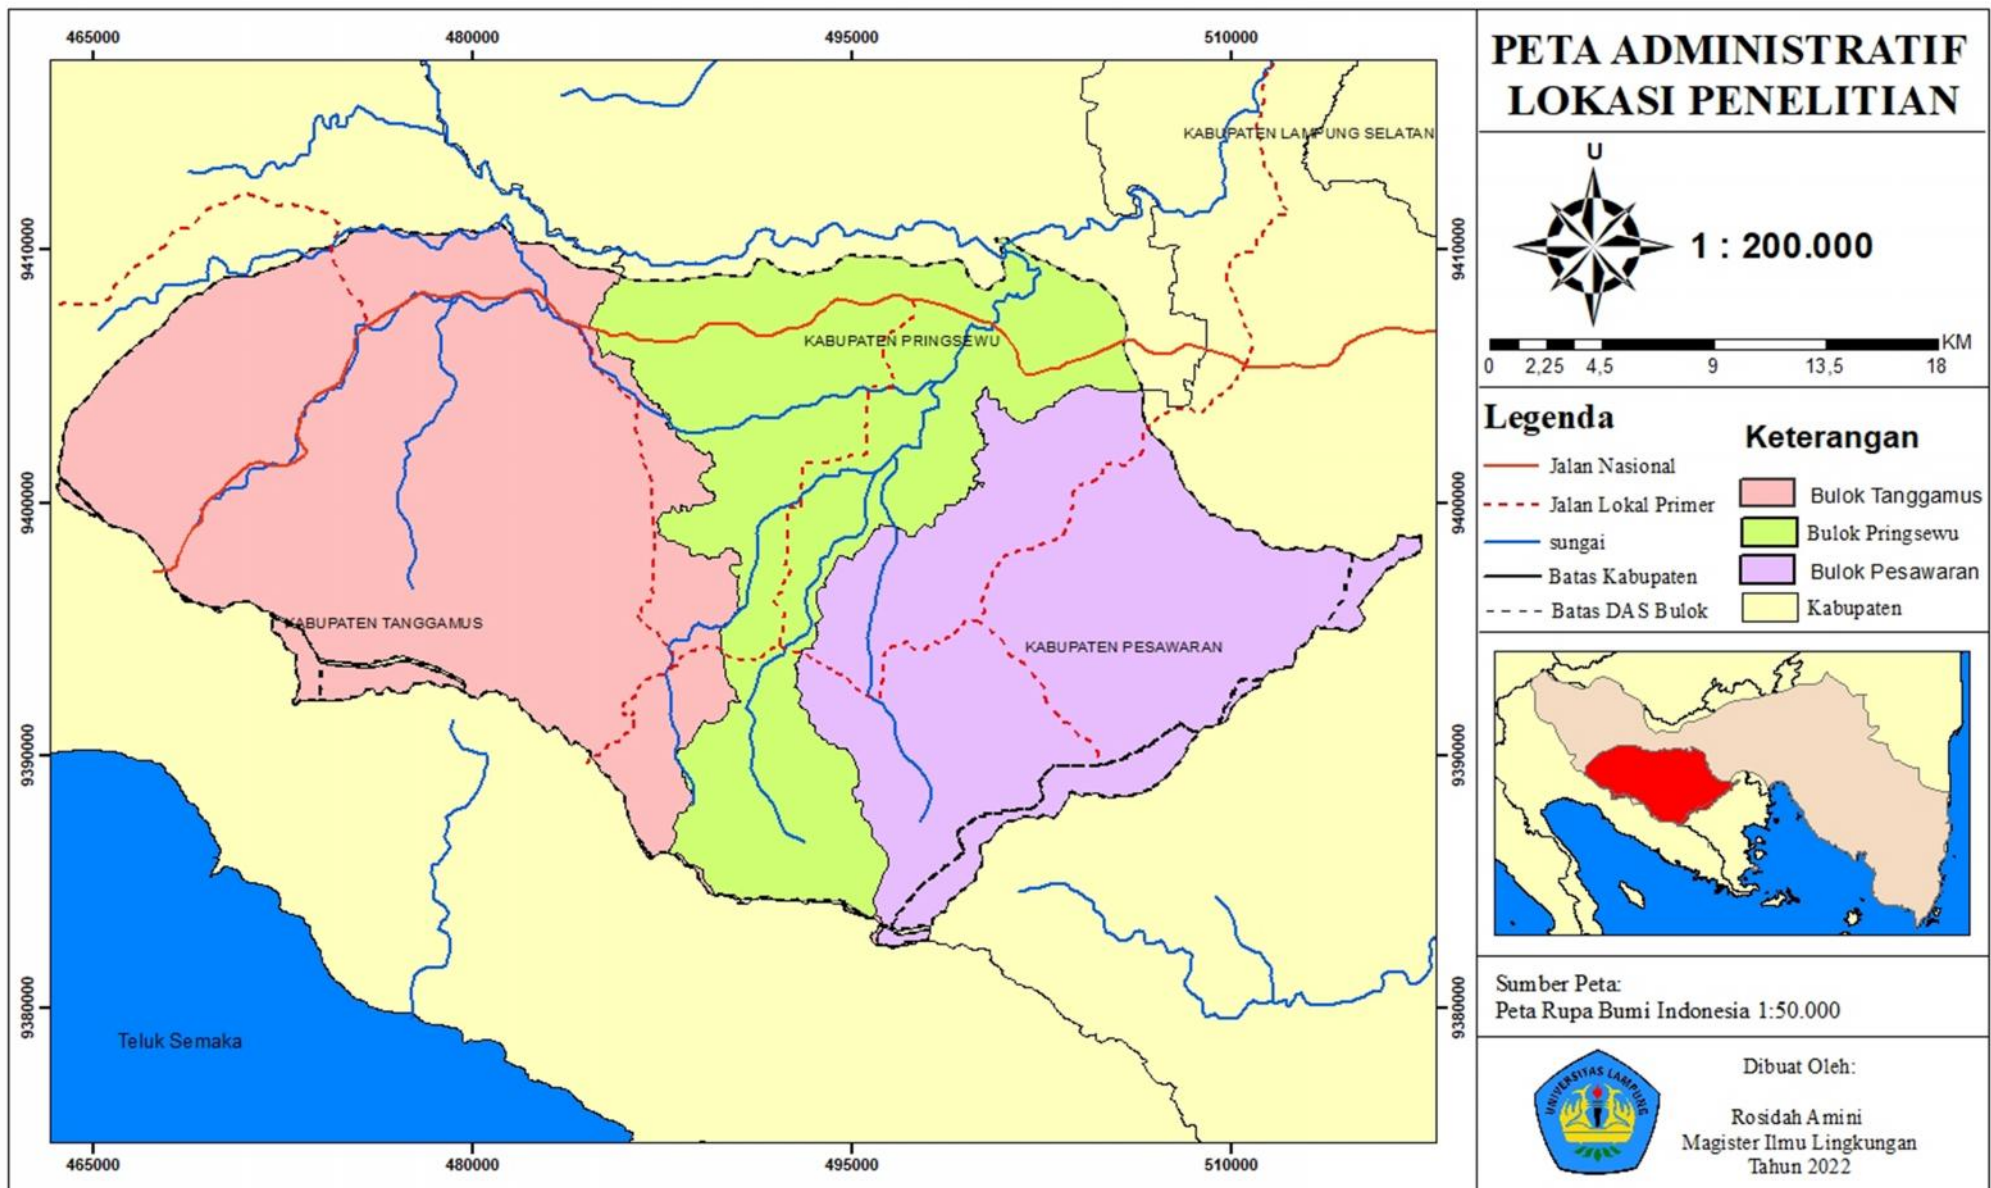 465000 480000 495000 510000
PETA ADMINISTRATIF
LOKASI PENELITIAN
U
1 : 200.000
KM
0 2,25 4,5 9 13,5 18
Legenda
Jalan Nasional
Jalan Lokal Primer
sungai
Batas Kabupaten
Batas DAS Bulok
Keterangan
Bulok Tanggamus
Bulok Pringsewu
Bulok Pesawaran
Kabupaten
KABUPATEN LAMPUNG SELATAN
9410000 9410000
KABUPATEN PRINGSEWU
9400000 9400000
KABUPATEN TANGGAMUS
KABUPATEN PESAWARAN
9390000 9390000
9380000 9380000
Teluk Semaka
465000 480000 495000 510000
Sumber Peta:
Peta Rupa Bumi Indonesia 1:50.000
UNIVERSITAS LAMPUNG
Dibuat Oleh:
Rosidah Amini
Magister Ilmu Lingkungan
Tahun 2022